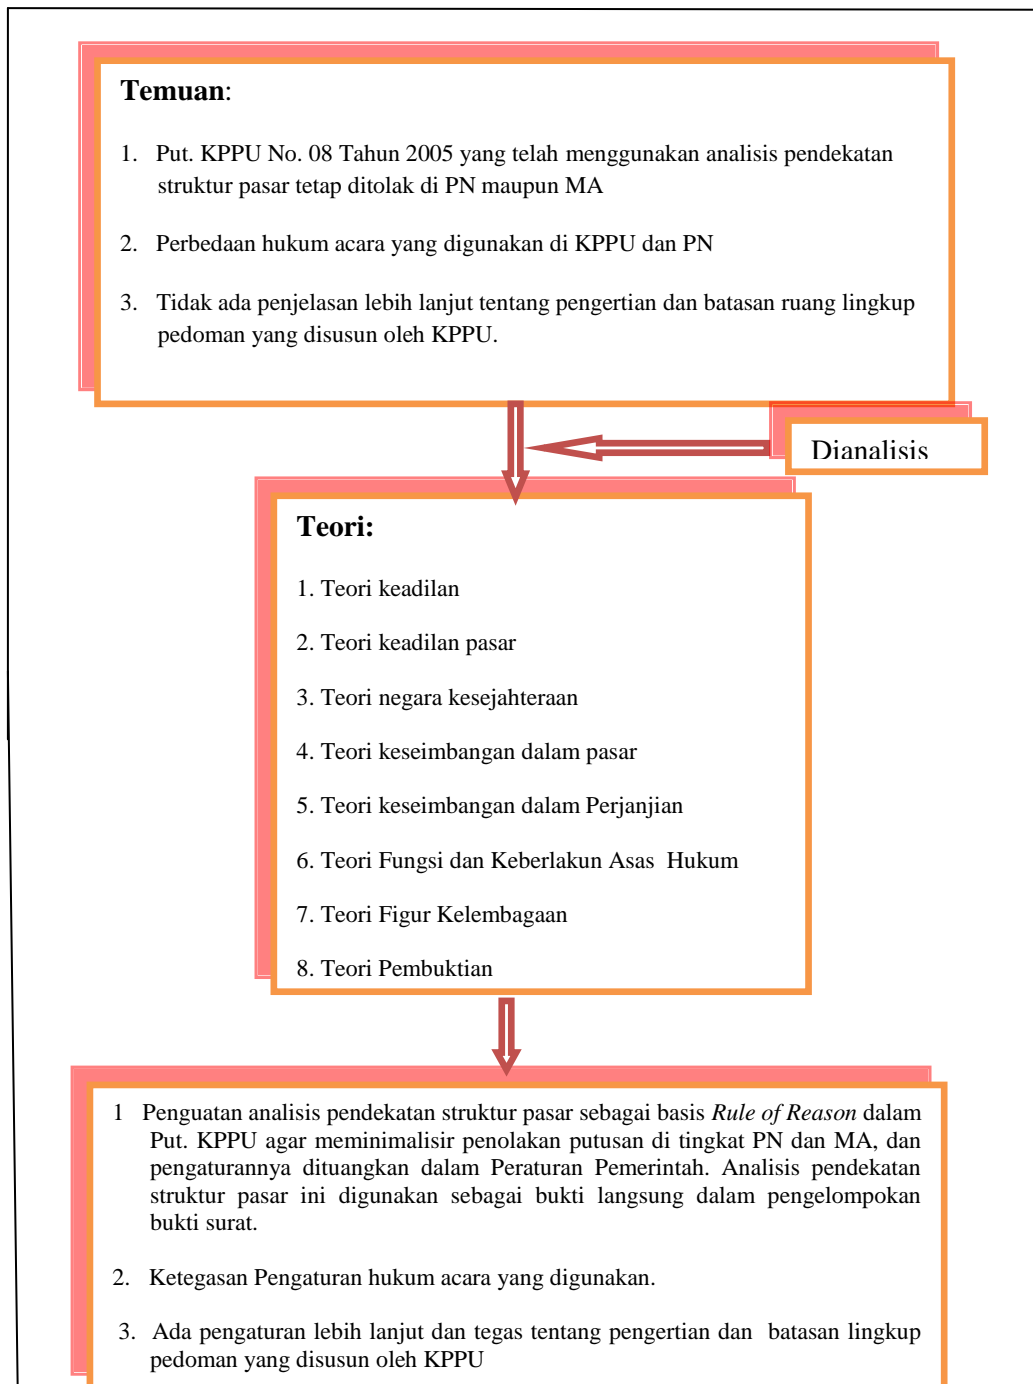 Temuan:
1. Put. KPPU No. 08 Tahun 2005 yang telah menggunakan analisis pendekatan
struktur pasar tetap ditolak di PN maupun MA
2. Perbedaan hukum acara yang digunakan di KPPU dan PN
3. Tidak ada penjelasan lebih lanjut tentang pengertian dan batasan ruang lingkup
pedoman yang disusun oleh KPPU.
Dianalisis
Teori:
1. Teori keadilan
2. Teori keadilan pasar
3. Teori negara kesejahteraan
4. Teori keseimbangan dalam pasar
5. Teori keseimbangan dalam Perjanjian
6. Teori Fungsi dan Keberlakun Asas Hukum
7. Teori Figur Kelembagaan
8. Teori Pembuktian
1 Penguatan analisis pendekatan struktur pasar sebagai basis Rule of Reason dalam
Put. KPPU agar meminimalisir penolakan putusan di tingkat PN dan MA, dan
pengaturannya dituangkan dalam Peraturan Pemerintah. Analisis pendekatan
struktur pasar ini digunakan sebagai bukti langsung dalam pengelompokan
bukti surat.
2. Ketegasan Pengaturan hukum acara yang digunakan.
3. Ada pengaturan lebih lanjut dan tegas tentang pengertian dan batasan lingkup
pedoman yang disusun oleh KPPU